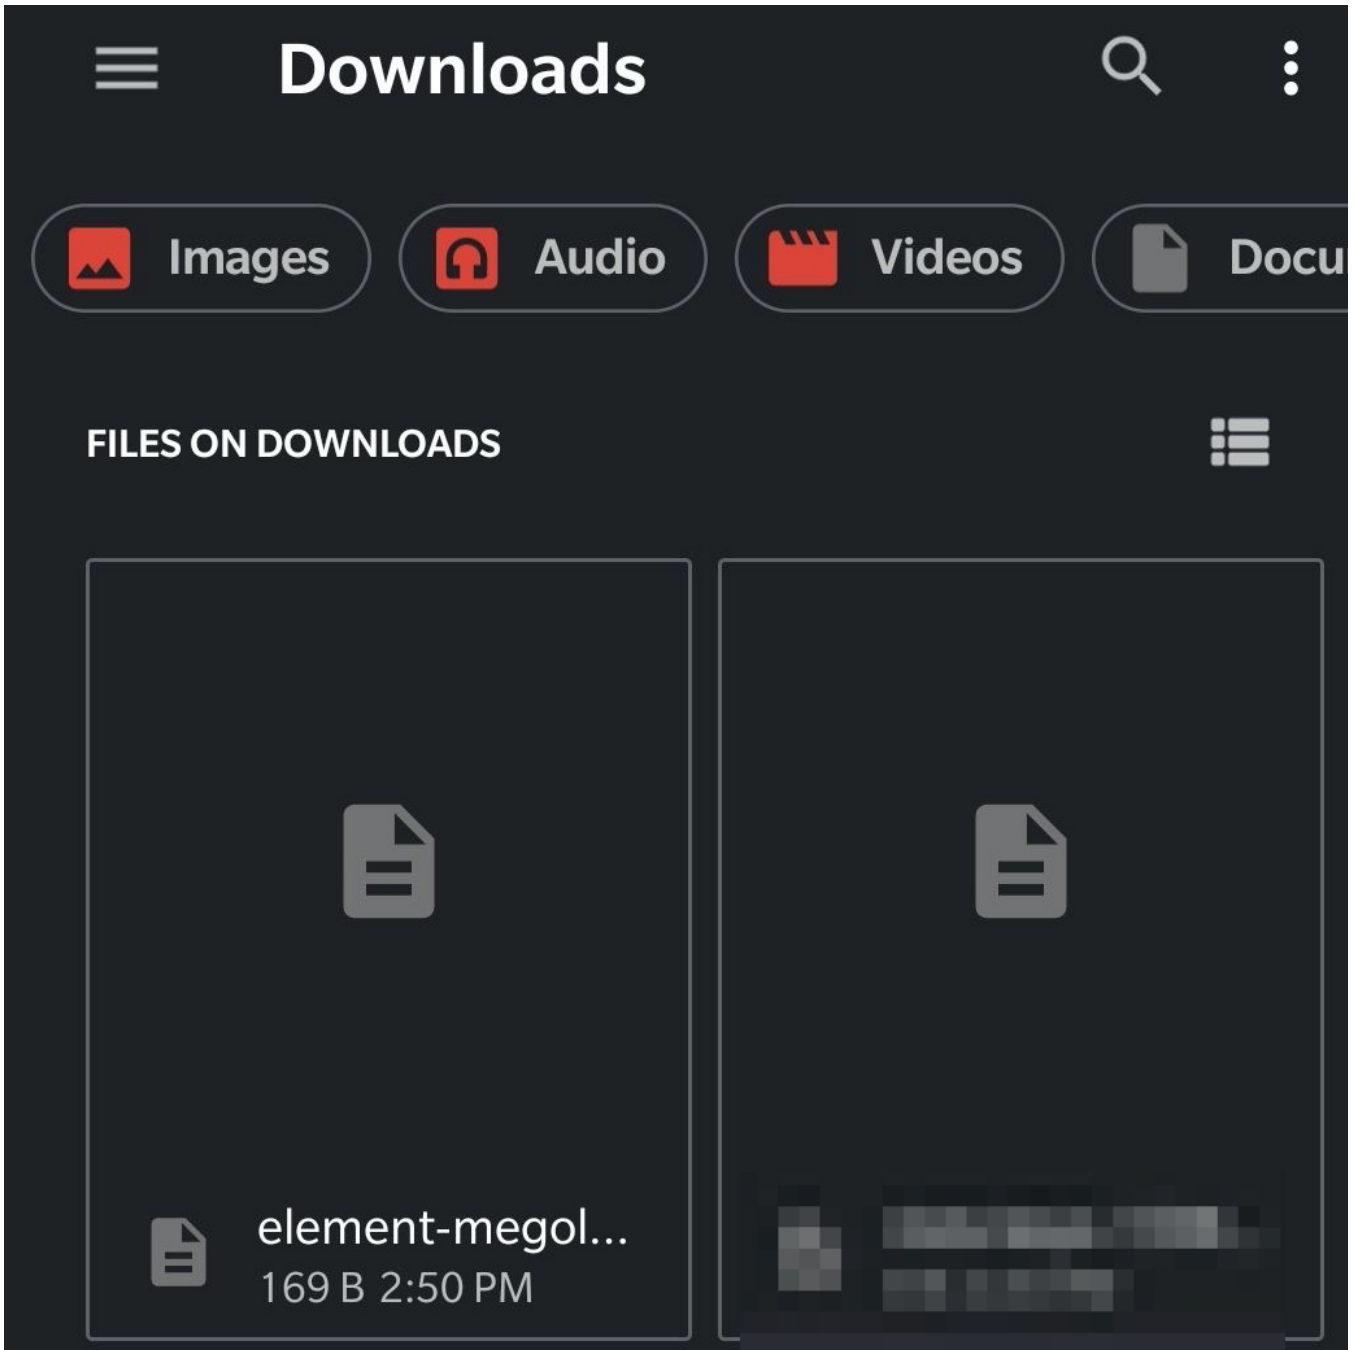 Downloads
Images Audio Videos Docu
FILES ON DOWNLOADS
element-megol...
169 B 2:50 PM